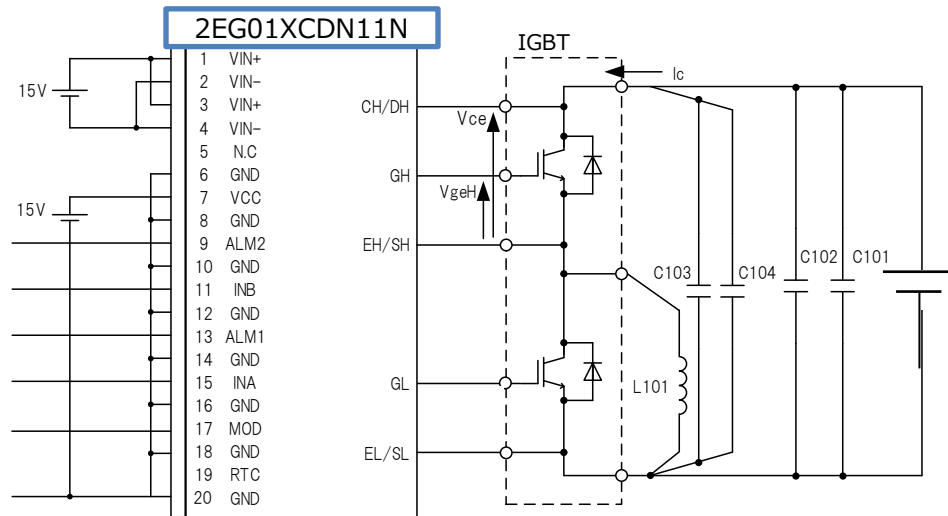 2EG01XCDN11N
IGBT
1 VIN+
2 VIN-
3 VIN+
4 VIN-
5 N.C
6 GND
7 VCC
8 GND
9 ALM2
10 GND
11 INB
12 GND
13 ALM1
14 GND
15 INA
16 GND
17 MOD
18 GND
19 RTC
20 GND
15V
15V
CH/DH
GH
EH/SH
GL
EL/SL
Vce
VgeH
Ic
C103
C104
C102
C101
L101